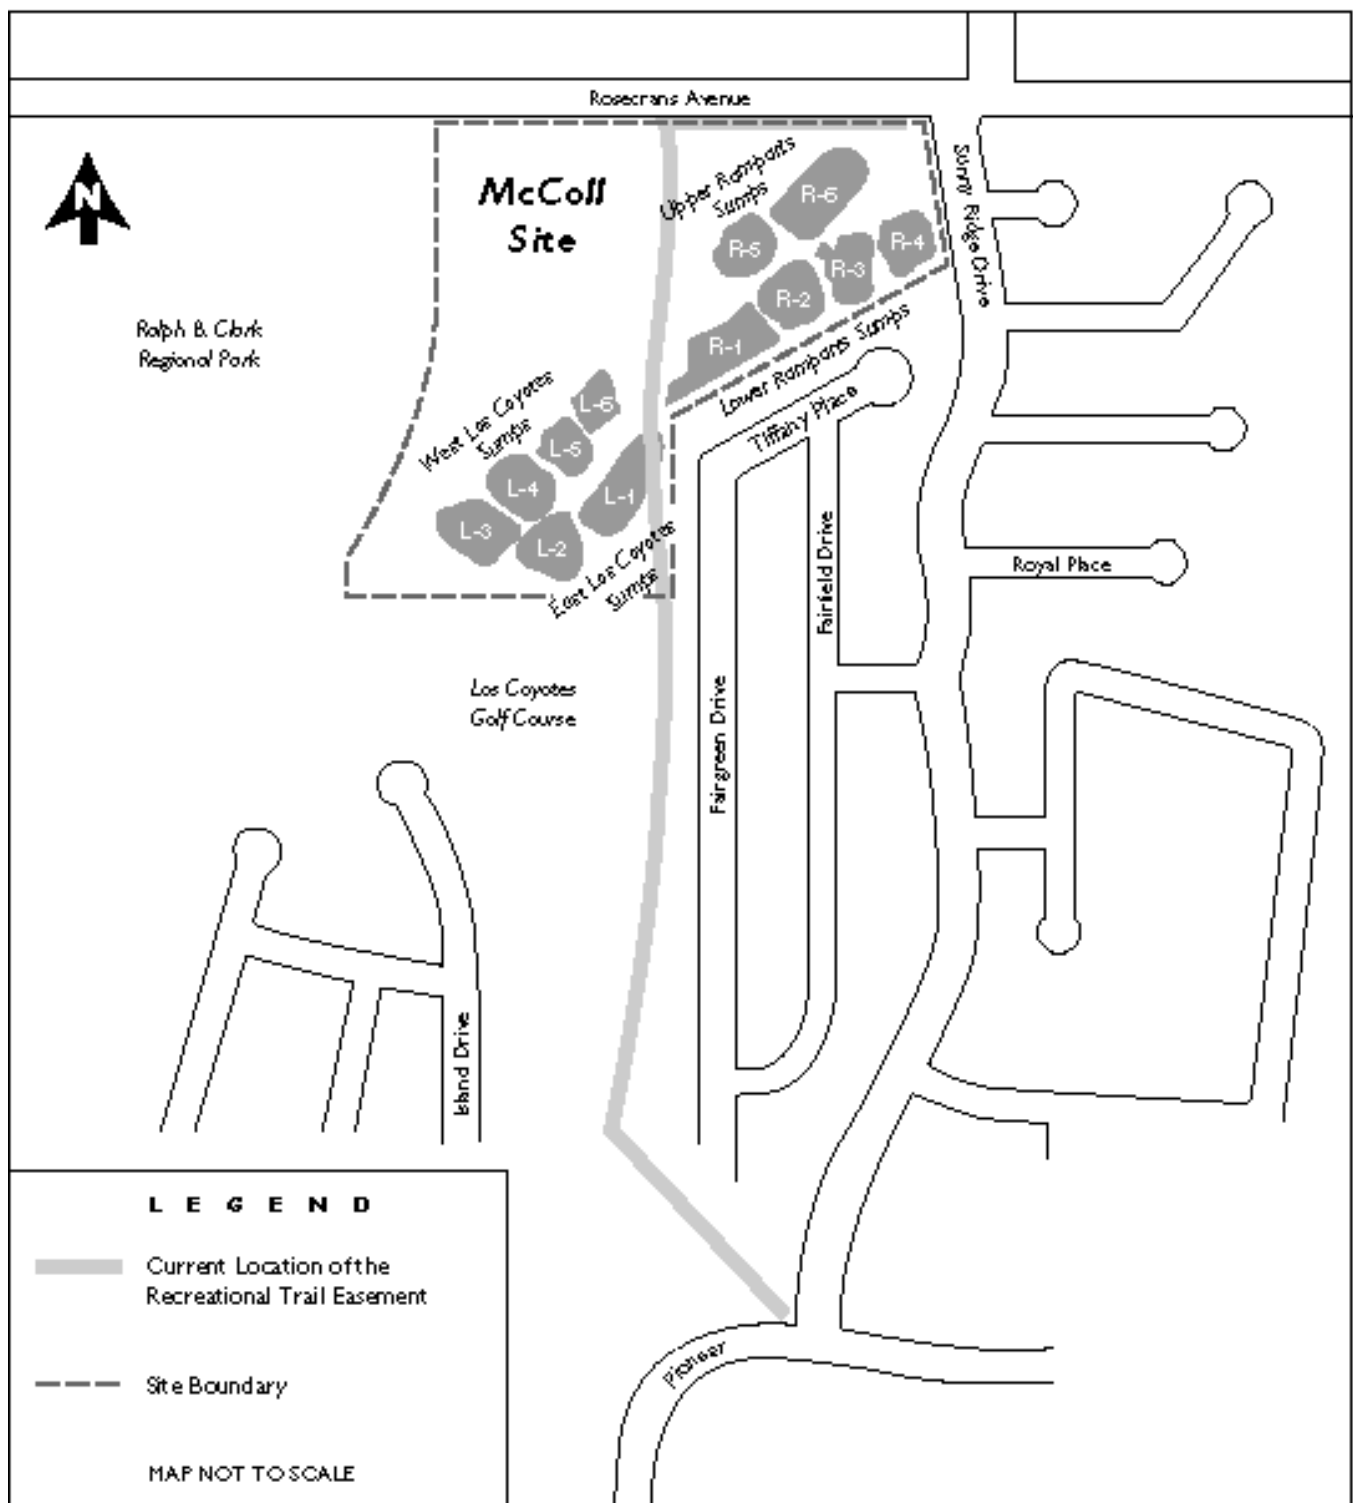 Rosecrans Avenue
N
McColl
Site
Upper Ramparts
Sumps
R-6
R-5
R-4
R-3
R-2
R-1
Sunny Ridge Drive
Ralph B. Clark
Regional Park
Lower Ramparts Sumps
West Los Coyotes
Sumps
L-6
L-5
L-4
L-1
L-3
L-2
East Los Coyotes
Sumps
Tiffany Place
Fairfield Drive
Royal Place
Los Coyotes
Golf Course
Fairgreen Drive
Island Drive
Pioneer
LEGEND
Current Location of the
Recreational Trail Easement
Site Boundary
MAP NOT TO SCALE